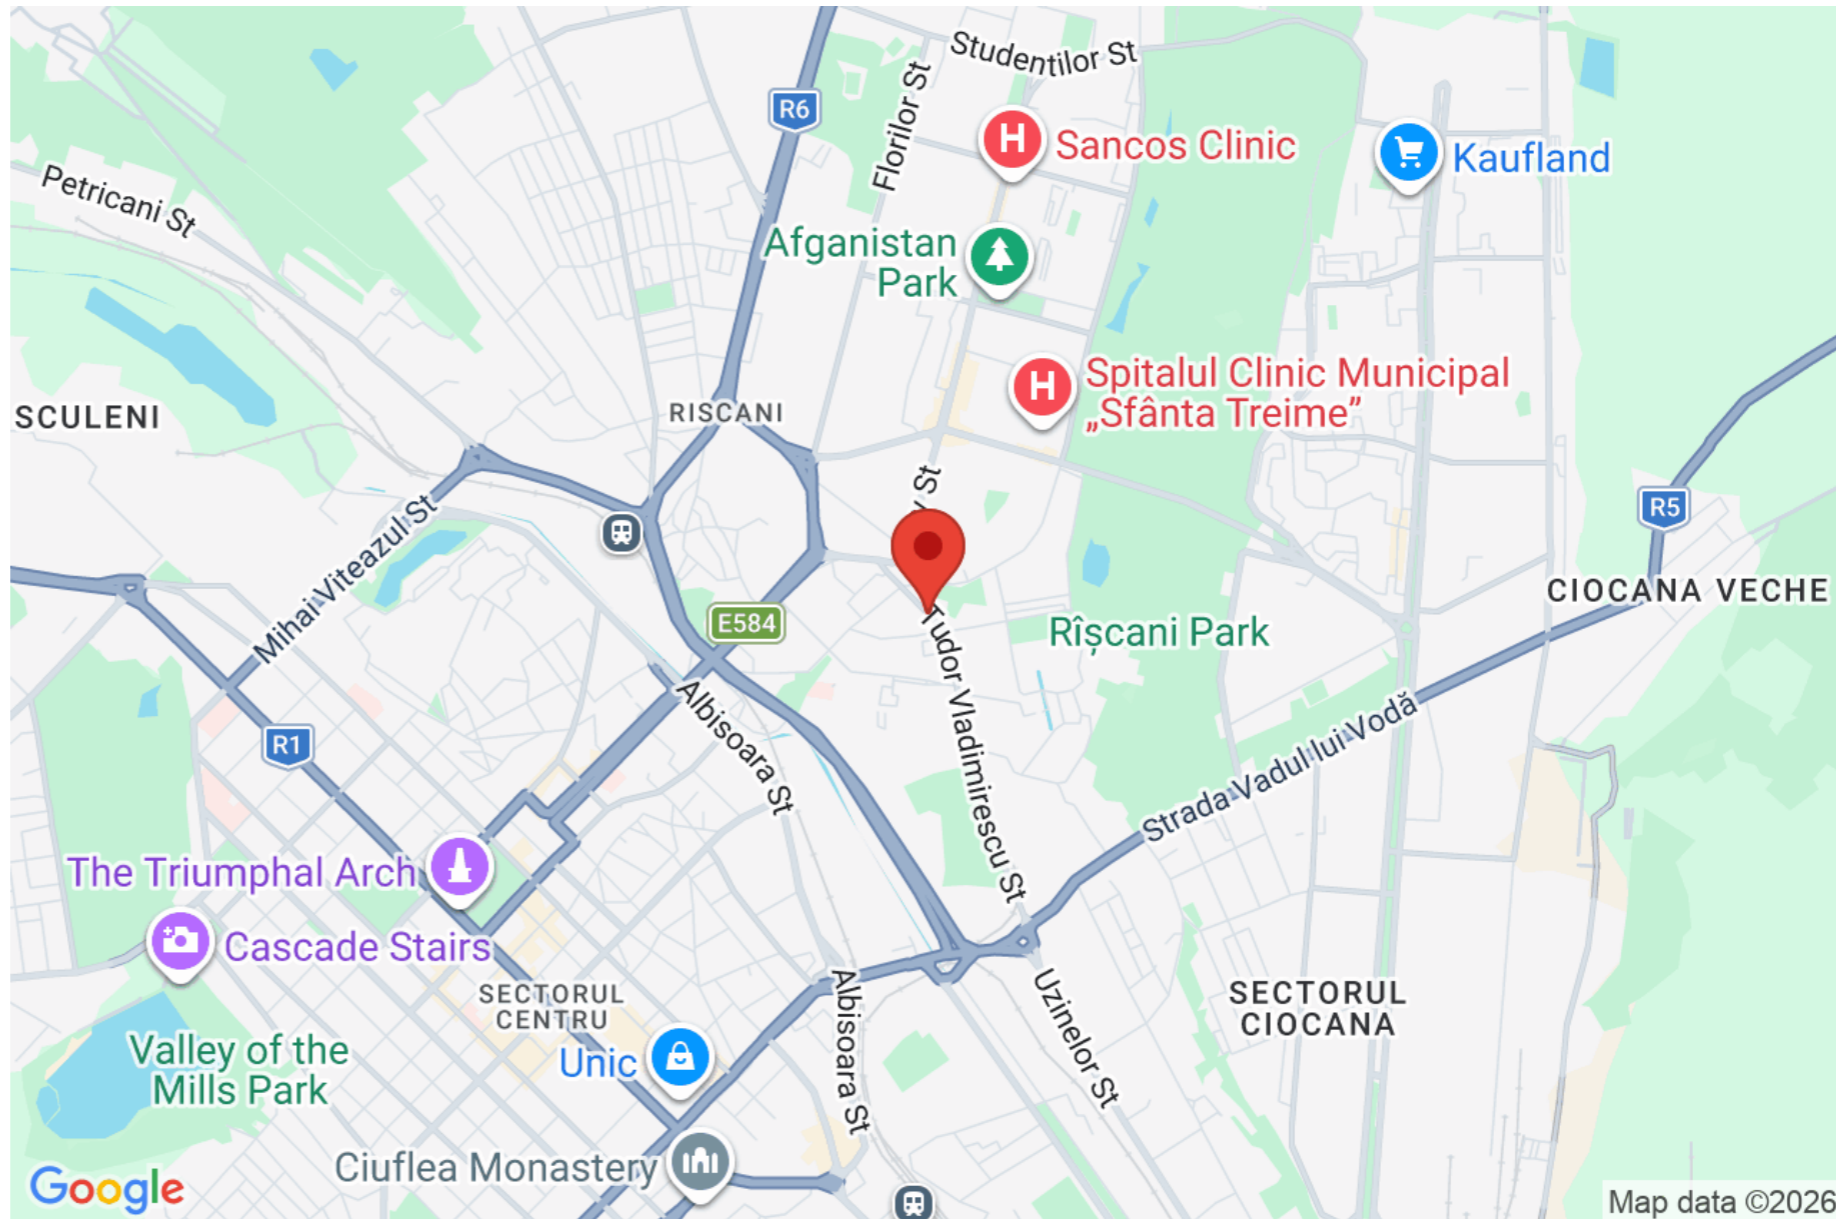 Studentilor St
Florilor St
R6
H
Sancos Clinic
Kaufland
Petricani St
Afganistan
Park
H
Spitalul Clinic Municipal
„Sfânta Treime”
SCULENI
RISCANI
St
R5
Mihai Viteazul St
CIOCANA VECHE
E584
Rîșcani Park
Tudor Vladimirescu St
Albisoara St
R1
Strada Vadul lui Vodă
The Triumphal Arch
Cascade Stairs
SECTORUL
CENTRU
Albisoara St
Uzinelor St
SECTORUL
CIOCANA
Valley of the
Mills Park
Unic
Ciuflea Monastery
Google
Map data ©2026